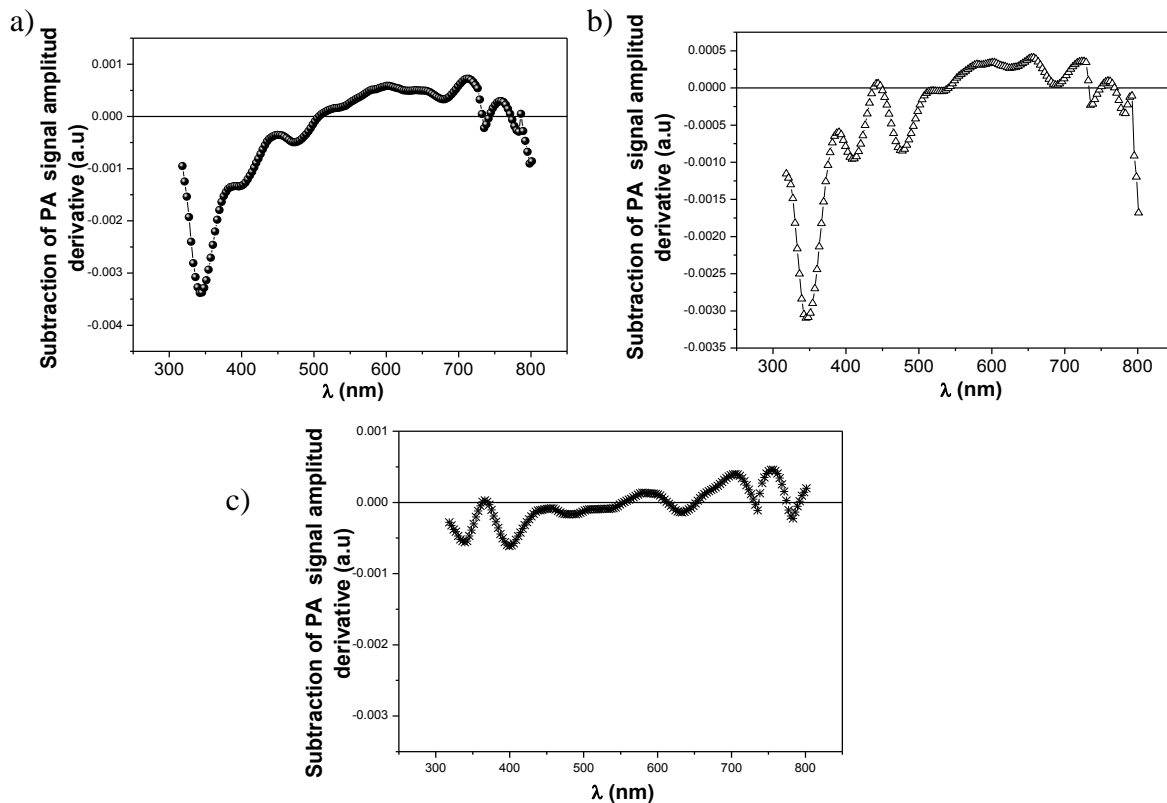 a)
Subtraction of PA signal amplitud
derivative (a.u)
0.001
0.000
-0.001
-0.002
-0.003
-0.004
300 400 500 600 700 800
λ (nm)
b)
Subtraction of PA signal amplitud
derivative (a.u)
0.0005
0.0000
-0.0005
-0.0010
-0.0015
-0.0020
-0.0025
-0.0030
-0.0035
300 400 500 600 700 800
λ (nm)
c)
Subtraction of PA signal amplitud
derivative (a.u)
0.001
0.000
-0.001
-0.002
-0.003
300 400 500 600 700 800
λ (nm)